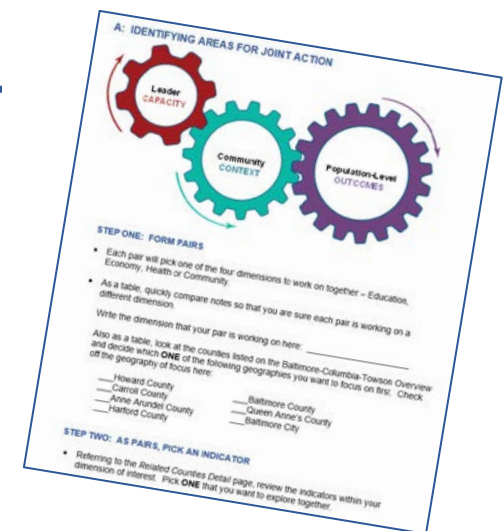 A: IDENTIFYING AREAS FOR JOINT ACTION
Leader
CAPACITY
Community
CONTEXT
Population-Level
OUTCOMES
STEP ONE: FORM PAIRS
• Each pair will pick one of the four dimensions to work on together – Education,
Economy, Health or Community.
• As a table, quickly compare notes so that you are sure each pair is working on a
different dimension.
Write the dimension that your pair is working on here: ____________________
Also as a table, look at the counties listed on the Baltimore-Columbia-Towson Overview
and decide which ONE of the following geographies you want to focus on first. Check
off the geography of focus here:
___Howard County
___Carroll County
___Anne Arundel County
___Harford County
___Baltimore County
___Queen Anne's County
___Baltimore City
STEP TWO: AS PAIRS, PICK AN INDICATOR
• Referring to the Related Counties Detail page, review the indicators within your
dimension of interest. Pick ONE that you want to explore together.